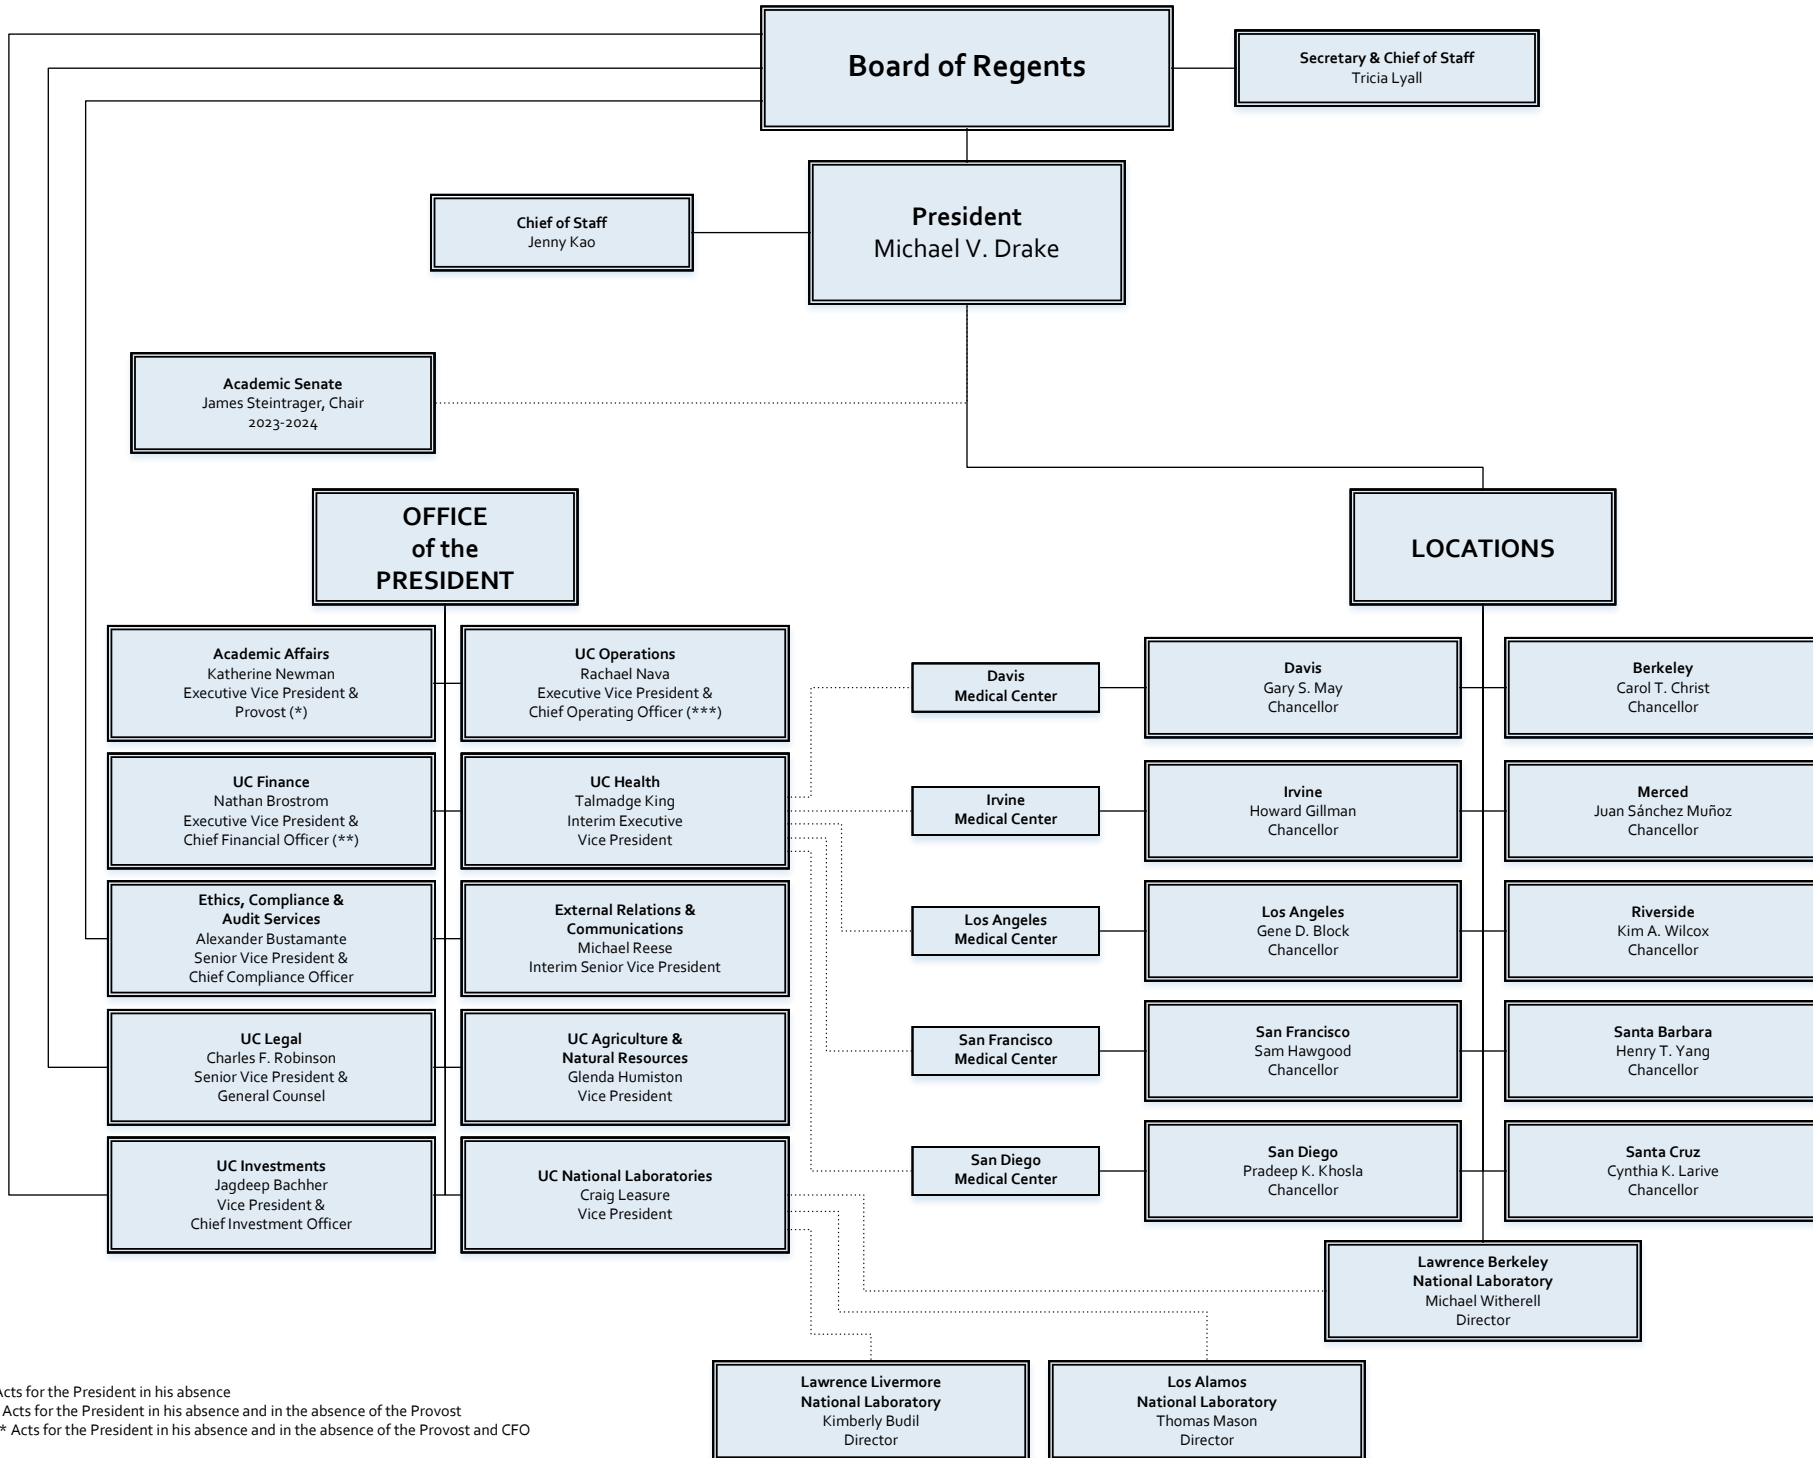 Board of Regents
Secretary & Chief of Staff
Tricia Lyall
President
Michael V. Drake
Chief of Staff
Jenny Kao
Academic Senate
James Steintrager, Chair
2023-2024
OFFICE
of the
PRESIDENT
LOCATIONS
Academic Affairs
Katherine Newman
Executive Vice President &
Provost (*)
UC Operations
Rachael Nava
Executive Vice President &
Chief Operating Officer (***)
UC Finance
Nathan Brostrom
Executive Vice President &
Chief Financial Officer (**)
UC Health
Talmadge King
Interim Executive
Vice President
Ethics, Compliance &
Audit Services
Alexander Bustamante
Senior Vice President &
Chief Compliance Officer
External Relations &
Communications
Michael Reese
Interim Senior Vice President
UC Legal
Charles F. Robinson
Senior Vice President &
General Counsel
UC Agriculture &
Natural Resources
Glenda Humiston
Vice President
UC Investments
Jagdeep Bachher
Vice President &
Chief Investment Officer
UC National Laboratories
Craig Leasure
Vice President
Davis
Medical Center
Davis
Gary S. May
Chancellor
Berkeley
Carol T. Christ
Chancellor
Irvine
Medical Center
Irvine
Howard Gillman
Chancellor
Merced
Juan Sánchez Muñoz
Chancellor
Los Angeles
Medical Center
Los Angeles
Gene D. Block
Chancellor
Riverside
Kim A. Wilcox
Chancellor
San Francisco
Medical Center
San Francisco
Sam Hawgood
Chancellor
Santa Barbara
Henry T. Yang
Chancellor
San Diego
Medical Center
San Diego
Pradeep K. Khosla
Chancellor
Santa Cruz
Cynthia K. Larive
Chancellor
Lawrence Berkeley
National Laboratory
Michael Witherell
Director
Lawrence Livermore
National Laboratory
Kimberly Budil
Director
Los Alamos
National Laboratory
Thomas Mason
Director
Acts for the President in his absence
Acts for the President in his absence and in the absence of the Provost
* Acts for the President in his absence and in the absence of the Provost and CFO